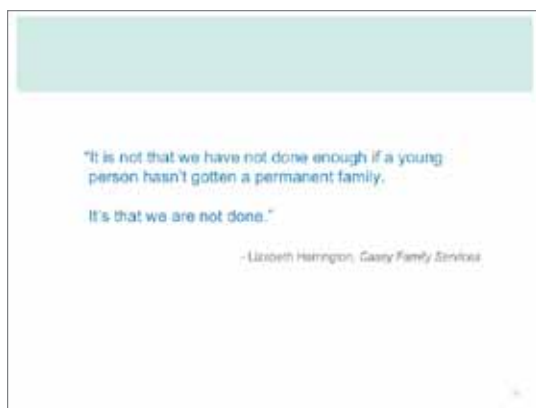 "It is not that we have not done enough if a young
person hasn't gotten a permanent family.
It's that we are not done."
- Lizabeth Harrington, Casey Family Services